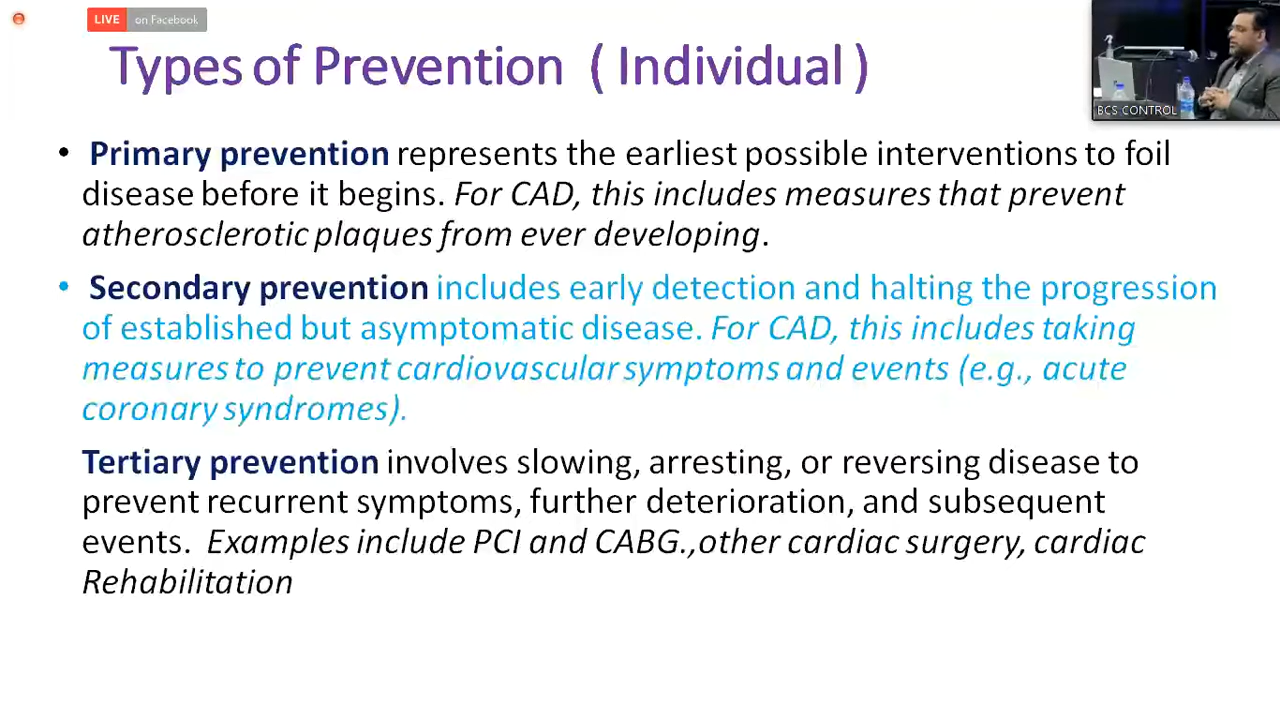 LIVE on Facebook
Types of Prevention ( Individual )
BCS CONTROL
• Primary prevention represents the earliest possible interventions to foil
disease before it begins. For CAD, this includes measures that prevent
atherosclerotic plaques from ever developing.
• Secondary prevention includes early detection and halting the progression
of established but asymptomatic disease. For CAD, this includes taking
measures to prevent cardiovascular symptoms and events (e.g., acute
coronary syndromes).
Tertiary prevention involves slowing, arresting, or reversing disease to
prevent recurrent symptoms, further deterioration, and subsequent
events. Examples include PCI and CABG.,other cardiac surgery, cardiac
Rehabilitation